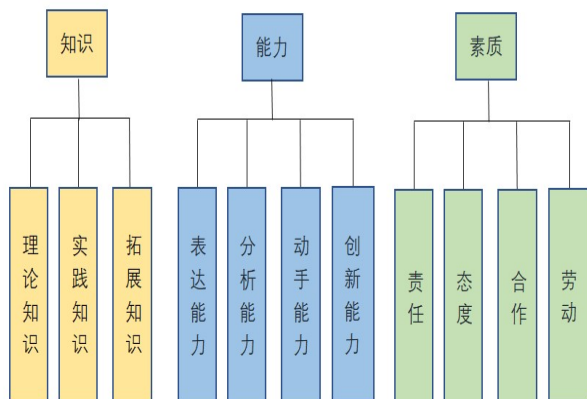 知识
能力
素质
理论知识
实践知识
拓展知识
表达能力
分析能力
动手能力
创新能力
责任
态度
合作
劳动